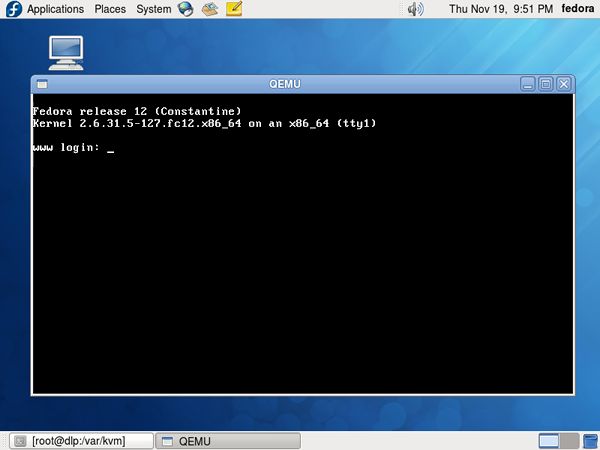 Applications Places System Thu Nov 19, 9:51 PM fedora
QEMU
Fedora release 12 (Constantine)
Kernel 2.6.31.5-127.fc12.x86_64 on an x86_64 (tty1)
www login: _
[root@dlp:/var/kvm] QEMU